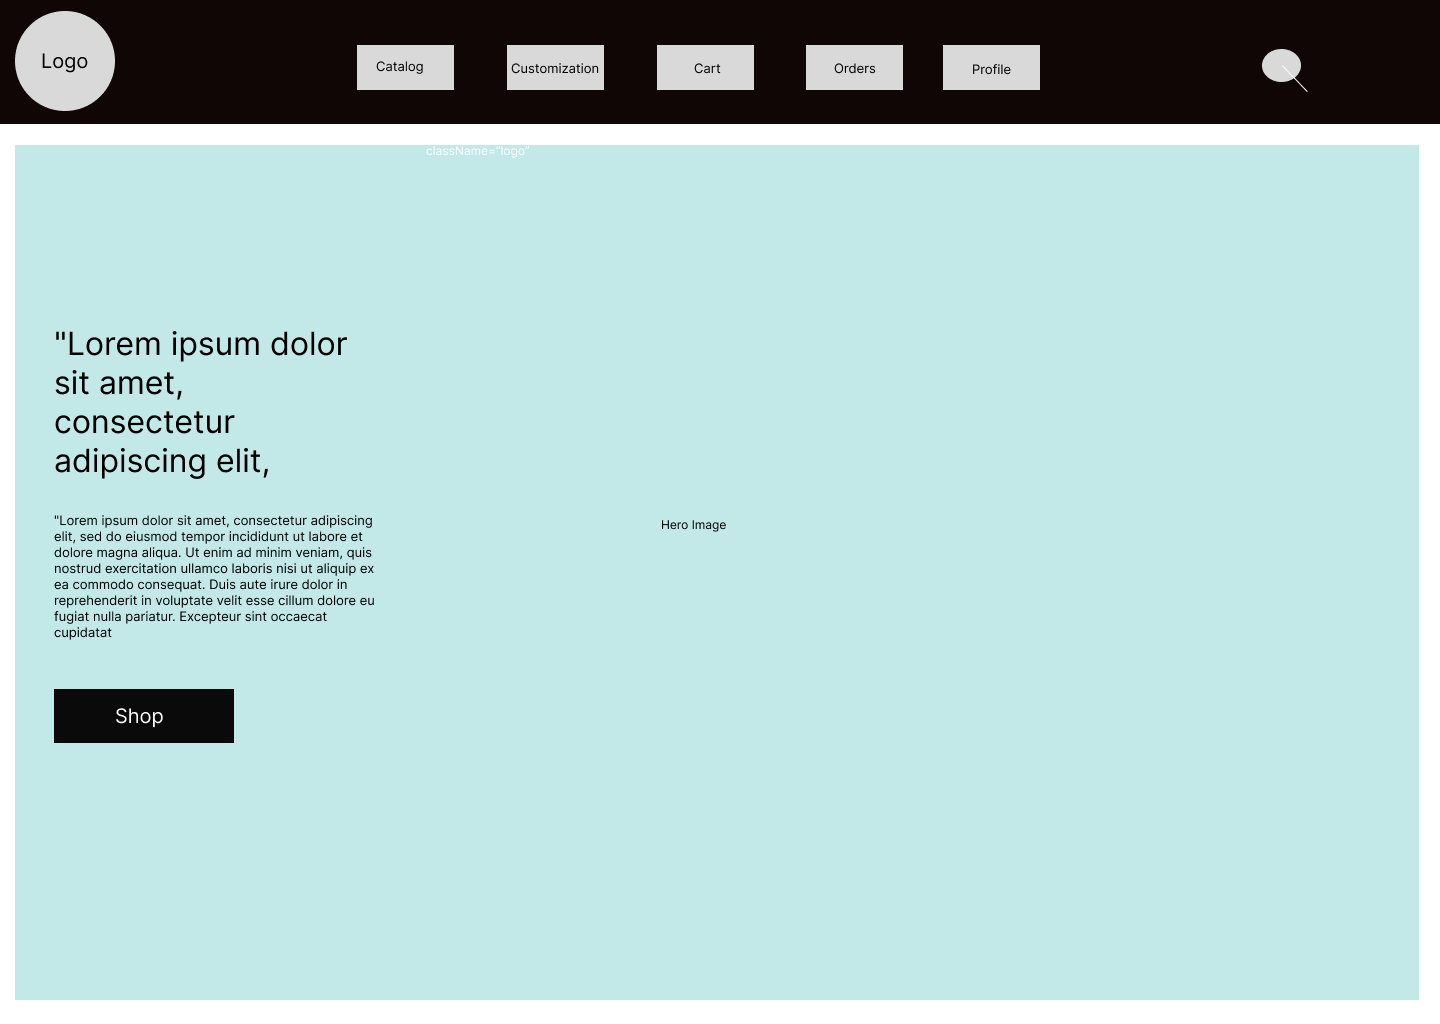 Logo
Catalog
Customization
Cart
Orders
Profile
className="logo"
"Lorem ipsum dolor
sit amet,
consectetur
adipiscing elit,
"Lorem ipsum dolor sit amet, consectetur adipiscing
elit, sed do eiusmod tempor incididunt ut labore et
dolore magna aliqua. Ut enim ad minim veniam, quis
nostrud exercitation ullamco laboris nisi ut aliquip ex
ea commodo consequat. Duis aute irure dolor in
reprehenderit in voluptate velit esse cillum dolore eu
fugiat nulla pariatur. Excepteur sint occaecat
cupidatat
Hero Image
Shop